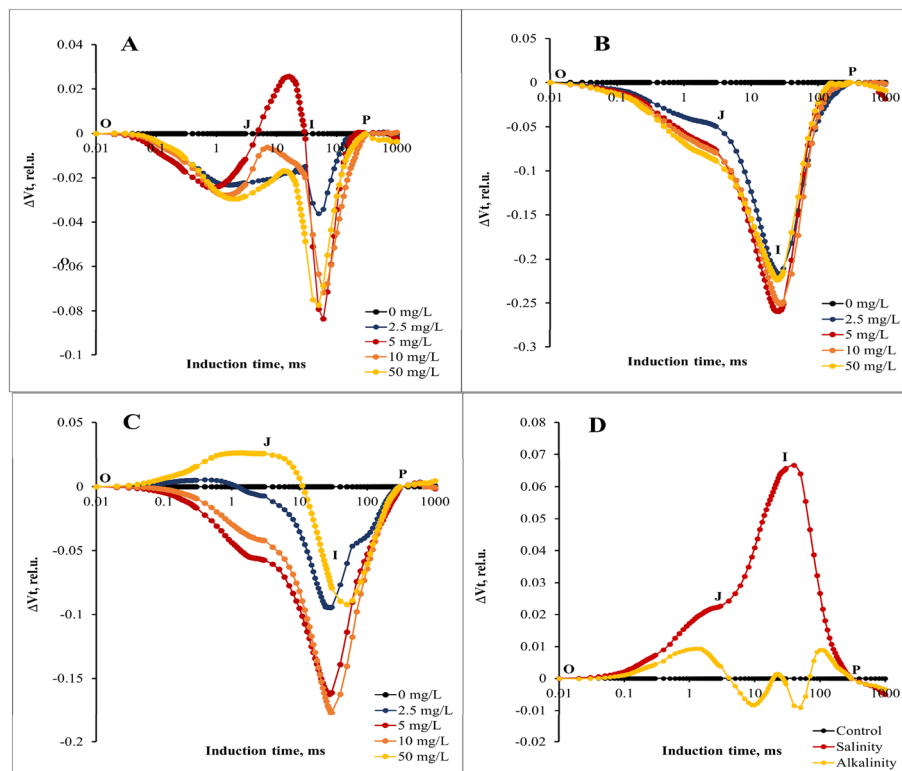 A
0.04
0.02
0
-0.02
-0.04
-0.06
-0.08
-0.1
O
J
I
P
0.01
0.1
1
10
100
1000
ΔVt, rel.u.
O
Induction time, ms
0 mg/L
2.5 mg/L
5 mg/L
10 mg/L
50 mg/L
B
0.05
0
-0.05
-0.1
-0.15
-0.2
-0.25
-0.3
O
J
I
P
0.01
0.1
1
10
100
1000
ΔVt, rel.u.
Induction time, ms
0 mg/L
2.5 mg/L
5 mg/L
10 mg/L
50 mg/L
C
0.05
0
-0.05
-0.1
-0.15
-0.2
O
J
I
P
0.01
0.1
1
10
100
1000
ΔVt, rel.u.
Induction time, ms
0 mg/L
2.5 mg/L
5 mg/L
10 mg/L
50 mg/L
D
0.08
0.07
0.06
0.05
0.04
0.03
0.02
0.01
0
-0.01
-0.02
O
J
I
P
0.01
0.1
1
10
100
1000
ΔVt, rel.u.
Induction time, ms
Control
Salinity
Alkalinity